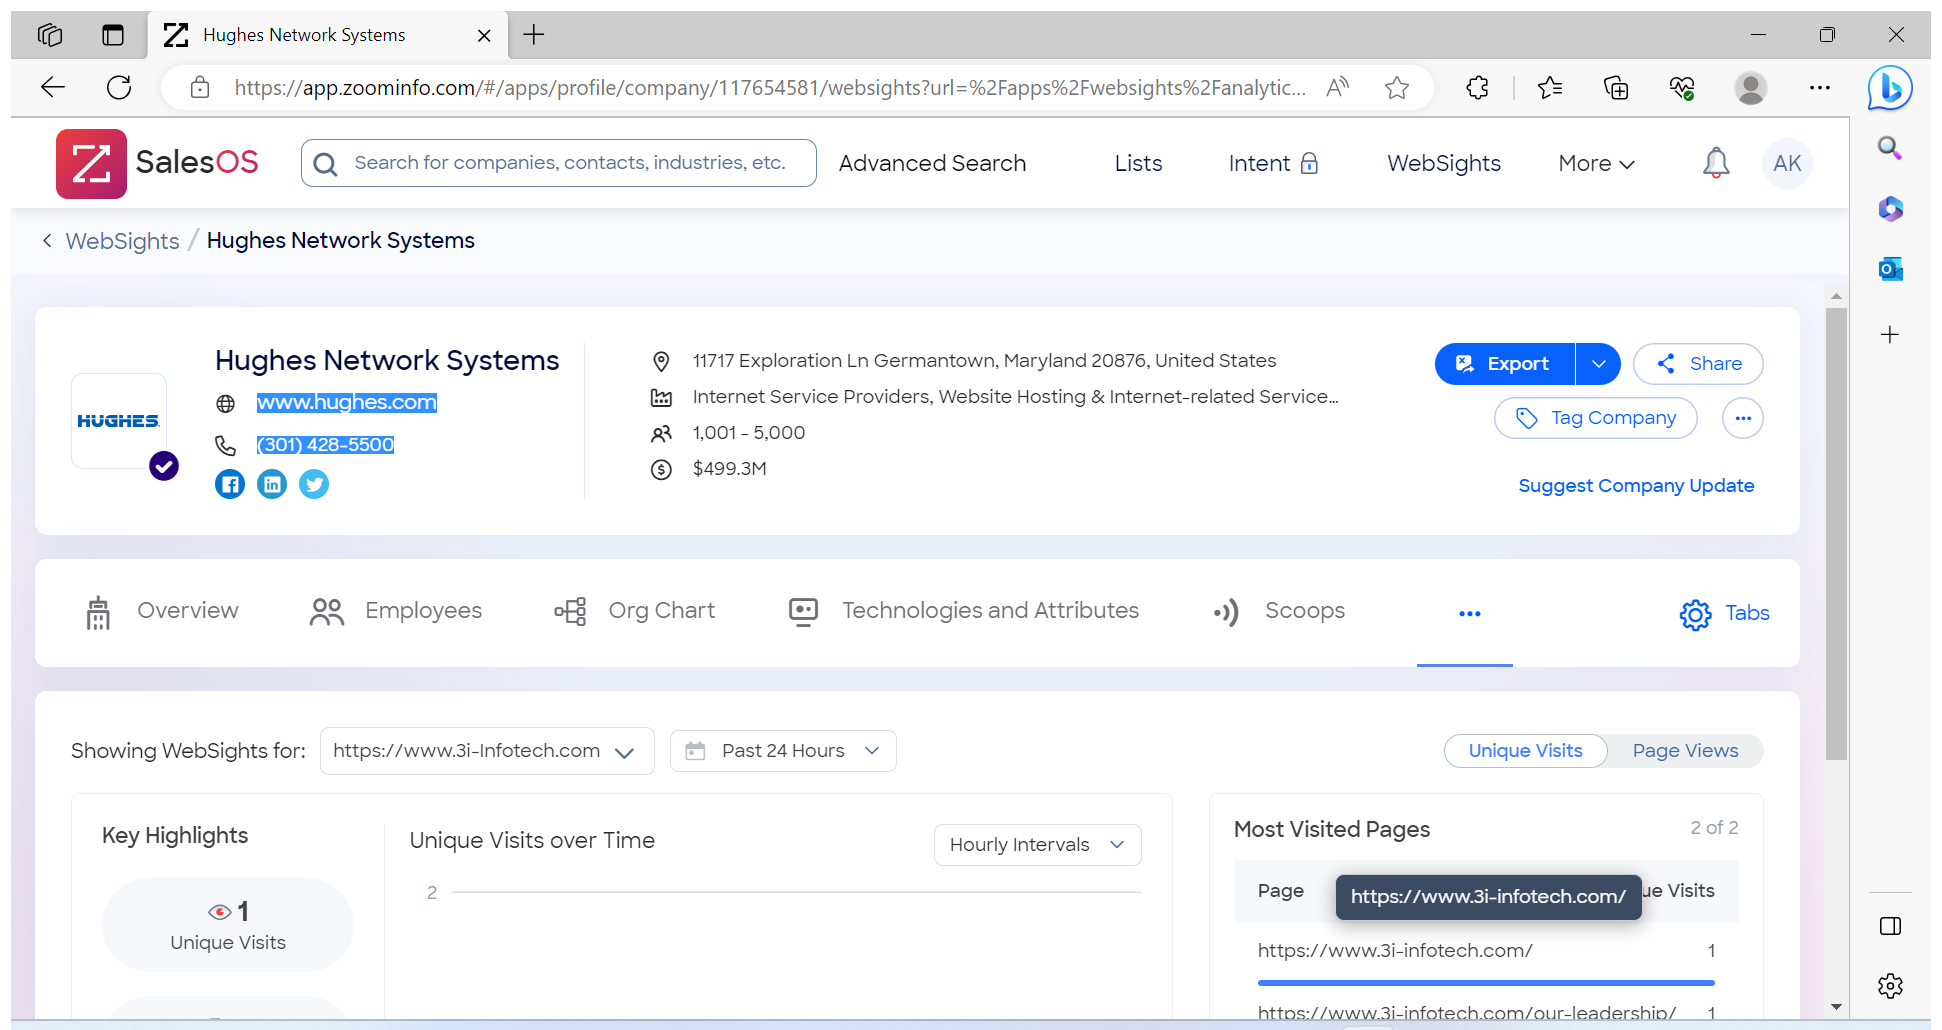 Hughes Network Systems
https://app.zoominfo.com/#/apps/profile/company/117654581/websights?url=%2Fapps%2Fwebsights%2Fanalytic...
SalesOS
Search for companies, contacts, industries, etc.
Advanced Search
Lists
Intent
WebSights
More
AK
WebSights / Hughes Network Systems
HUGHES
Hughes Network Systems
www.hughes.com
(301) 428-5500
11717 Exploration Ln Germantown, Maryland 20876, United States
Internet Service Providers, Website Hosting & Internet-related Service...
1,001 - 5,000
$499.3M
Export
Share
Tag Company
Suggest Company Update
Overview
Employees
Org Chart
Technologies and Attributes
Scoops
Tabs
Showing WebSights for:
https://www.3i-Infotech.com
Past 24 Hours
Unique Visits
Page Views
Key Highlights
1
Unique Visits
Unique Visits over Time
Hourly Intervals
2
Most Visited Pages
2 of 2
Page
https://www.3i-infotech.com/
ue Visits
https://www.3i-infotech.com/ 1
https://www.3i-infotech.com/our-leadership/ 1